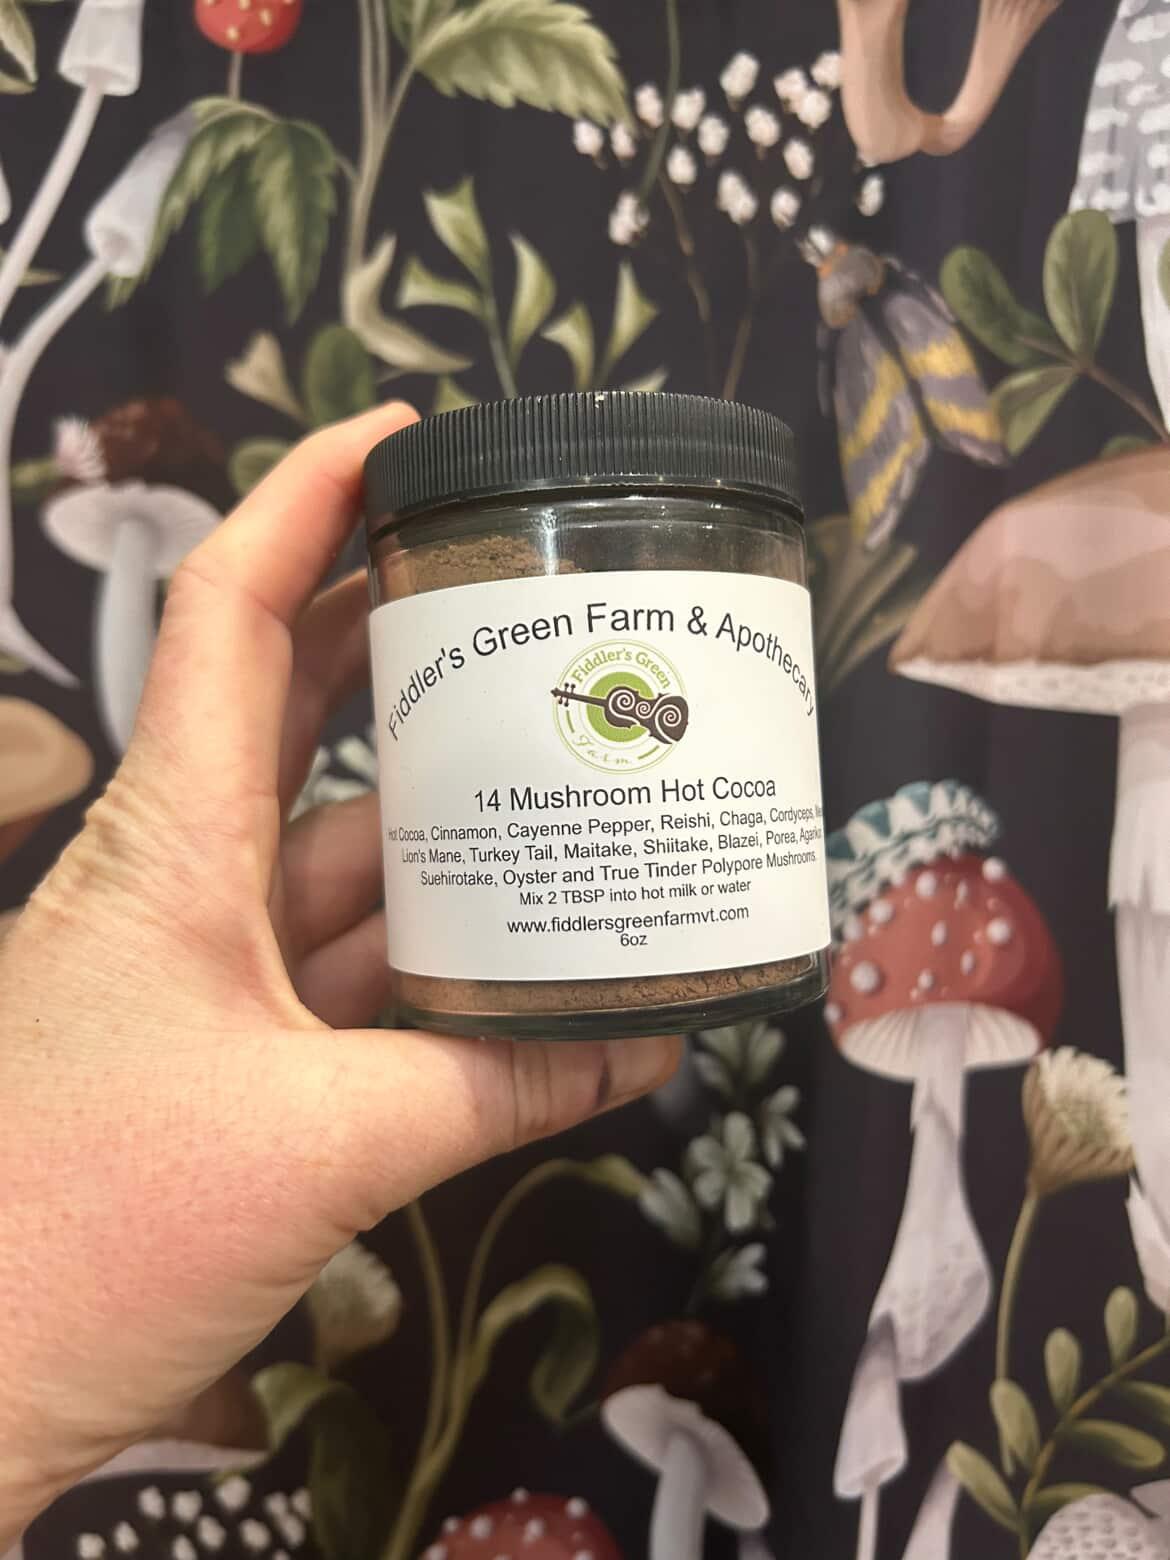 Fiddler's Green Farm & Apothecary
Fiddler's Green
Farm
14 Mushroom Hot Cocoa
Hot Cocoa, Cinnamon, Cayenne Pepper, Reishi, Chaga, Cordyceps,
Lion's Mane, Turkey Tail, Maitake, Shiitake, Blazei, Porea, Agarikon
Suehirotake, Oyster and True Tinder Polypore Mushrooms.
Mix 2 TBSP into hot milk or water
www.fiddlersgreenfarmvt.com
6oz